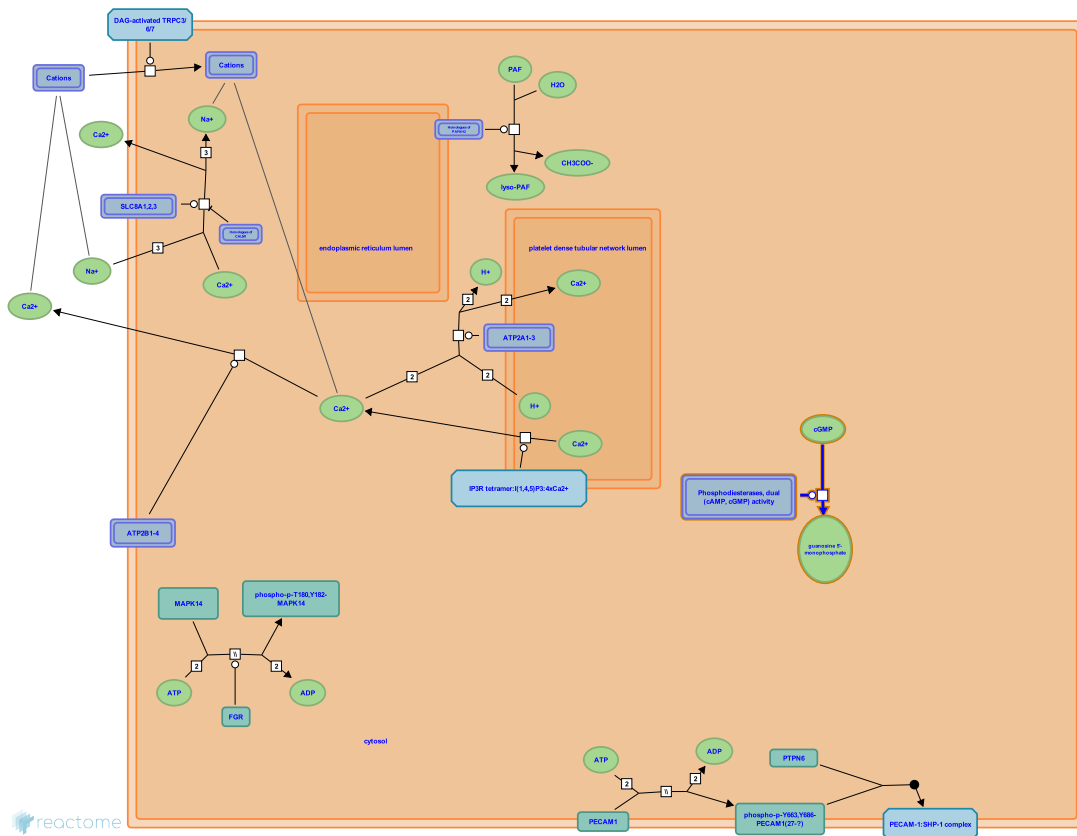 DAG-activated TRPC3/
6/7
Cations
Cations
PAF
H2O
Na+
Ca2+
Homologues of
PAFAH2
3
CH3COO-
lyso-PAF
SLC8A1,2,3
3
endoplasmic reticulum lumen
platelet dense tubular network lumen
Na+
Ca2+
H+
Ca2+
2
2
Ca2+
ATP2A1-3
2
2
Ca2+
H+
Ca2+
cGMP
IP3R tetramer:I(1,4,5)P3:4xCa2+
Phosphodiesterases, dual
(cAMP, cGMP) activity
ATP2B1-4
guanosine 5'-
monophosphate
MAPK14
phospho-p-T180,Y182-
MAPK14
\\
2
2
ATP
ADP
FGR
cytosol
ATP
ADP
PTPN6
2
2
\\
PECAM1
phospho-p-Y663,Y686-
PECAM1(27-?)
PECAM-1:SHP-1 complex
reactome